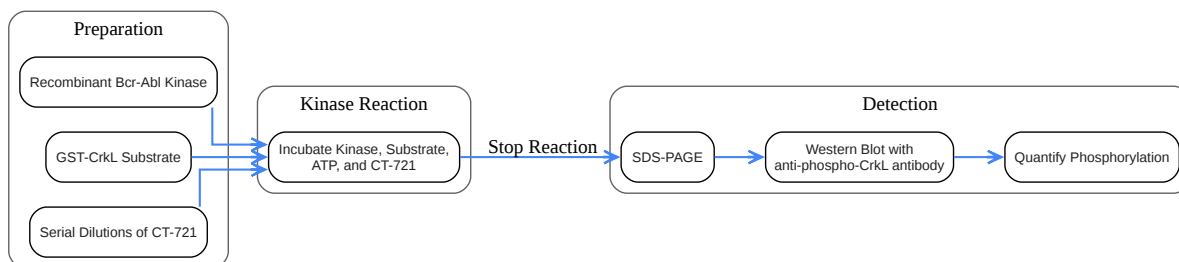 Preparation
Recombinant Bcr-Abl Kinase
GST-CrkL Substrate
Serial Dilutions of CT-721
Kinase Reaction
Incubate Kinase, Substrate,
ATP, and CT-721
Stop Reaction
Detection
SDS-PAGE
Western Blot with
anti-phospho-CrkL antibody
Quantify Phosphorylation